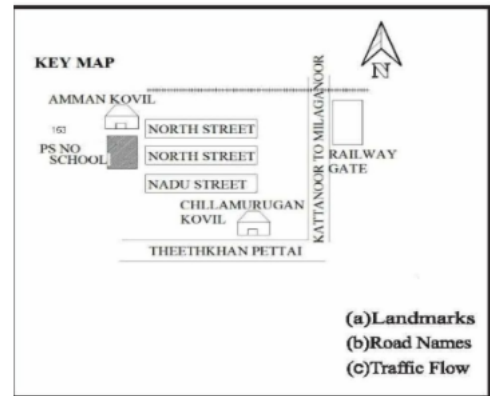 N
KEY MAP
AMMAN KOVIL
163
PS NO
SCHOOL
NORTH STREET
NORTH STREET
NADU STREET
CHLLAMURUGAN
KOVIL
THEETHKHAN PETTAI
KATTANOOR TO MILAGANOOR
RAILWAY
GATE
(a)Landmarks
(b)Road Names
(c)Traffic Flow